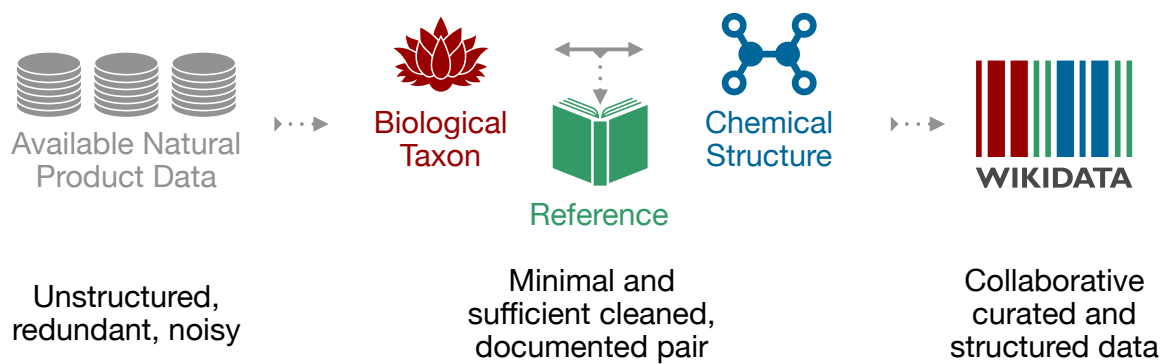 Available Natural
Product Data
Biological
Taxon
Reference
Chemical
Structure
WIKIDATA
Unstructured,
redundant, noisy
Minimal and
sufficient cleaned,
documented pair
Collaborative
curated and
structured data